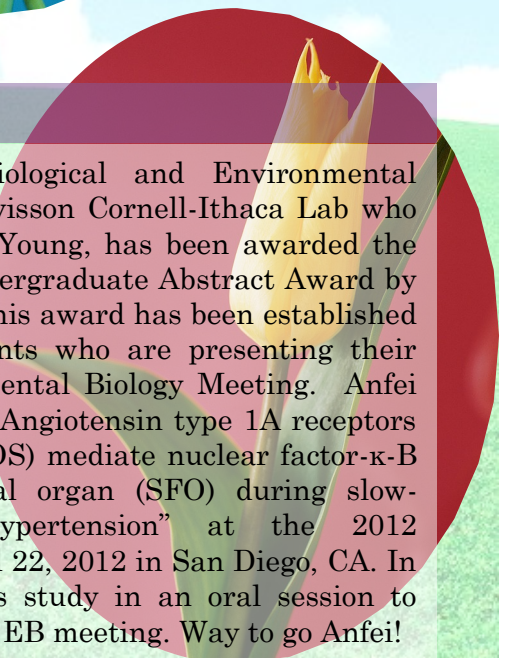 iological and Environmental
visson Cornell-Ithaca Lab who
Young, has been awarded the
ergraduate Abstract Award by
his award has been established
nts who are presenting their
ental Biology Meeting. Anfei
Angiotensin type 1A receptors
OS) mediate nuclear factor-κ-B
al organ (SFO) during slow-
ypertension” at the 2012
22, 2012 in San Diego, CA. In
s study in an oral session to
EB meeting. Way to go Anfei!